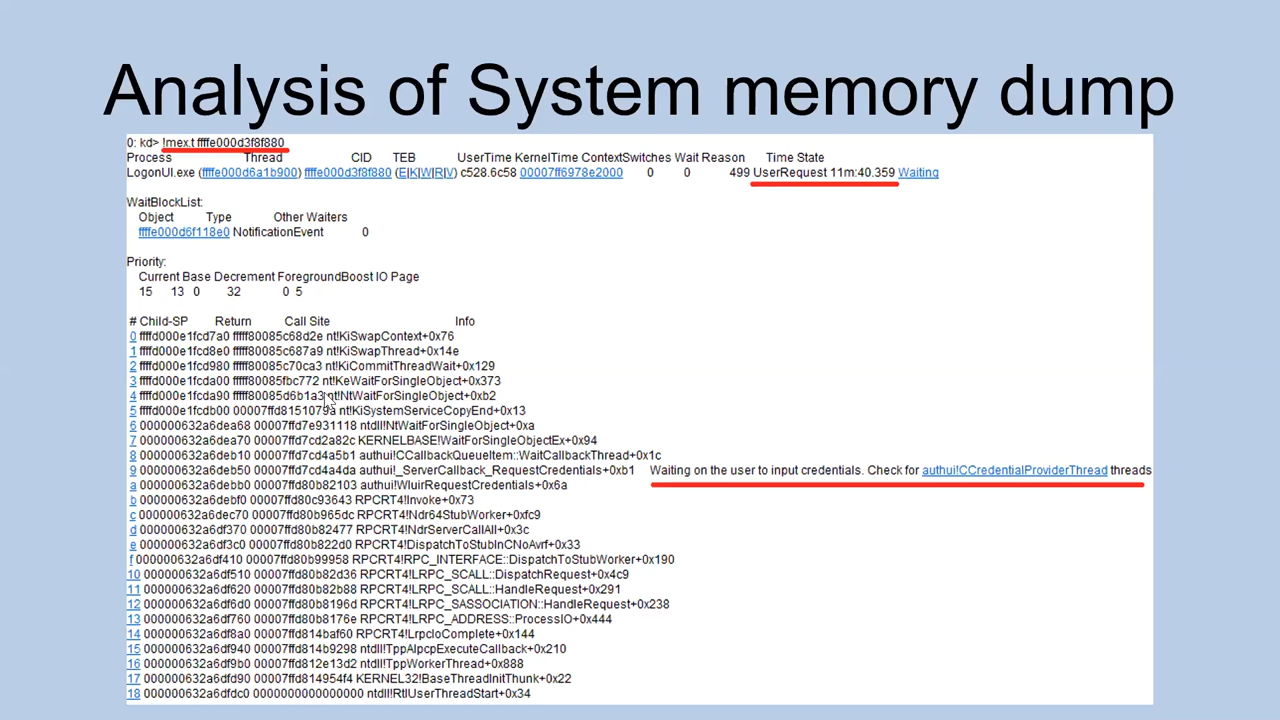 Analysis of System memory dump
0: kd> !mex.t ffffe000d3f8f880
Process Thread CID TEB UserTime KernelTime ContextSwitches Wait Reason Time State
LogonUI.exe (ffffe000d6a1b900) ffffe000d3f8f880 (E|K|W|R|V) c528.6c58 00007ff6978e2000 0 0 499 UserRequest 11m:40.359 Waiting
WaitBlockList:
Object Type Other Waiters
ffffe000d6f118e0 NotificationEvent 0
Priority:
Current Base Decrement ForegroundBoost IO Page
15 13 0 32 0 5
# Child-SP Return Call Site Info
0 ffffd000e1fcd7a0 fffff80085c68d2e nt!KiSwapContext+0x76
1 ffffd000e1fcd8e0 fffff80085c687a9 nt!KiSwapThread+0x14e
2 ffffd000e1fcd980 fffff80085c70ca3 nt!KiCommitThreadWait+0x129
3 ffffd000e1fcda00 fffff80085fbc772 nt!KeWaitForSingleObject+0x373
4 ffffd000e1fcda90 fffff80085d6b1a3 nt!NtWaitForSingleObject+0xb2
5 ffffd000e1fcdb00 00007ffd8151079a nt!KiSystemServiceCopyEnd+0x13
6 000000632a6dea68 00007ffd7e931118 ntdll!NtWaitForSingleObject+0xa
7 000000632a6dea70 00007ffd7cd2a82c KERNELBASE!WaitForSingleObjectEx+0x94
8 000000632a6deb10 00007ffd7cd4a5b1 authui!CCallbackQueueItem::WaitCallbackThread+0x1c
9 000000632a6deb50 00007ffd7cd4a4da authui!_ServerCallback_RequestCredentials+0xb1 Waiting on the user to input credentials. Check for authui!CCredentialProviderThread threads
a 000000632a6debb0 00007ffd80b82103 authui!WluirRequestCredentials+0x6a
b 000000632a6debf0 00007ffd80c93643 RPCRT4!Invoke+0x73
c 000000632a6dec70 00007ffd80b965dc RPCRT4!Ndr64StubWorker+0xfc9
d 000000632a6df370 00007ffd80b82477 RPCRT4!NdrServerCallAll+0x3c
e 000000632a6df3c0 00007ffd80b822d0 RPCRT4!DispatchToStubInCNoAvrf+0x33
f 000000632a6df410 00007ffd80b99958 RPCRT4!RPC_INTERFACE::DispatchToStubWorker+0x190
10 000000632a6df510 00007ffd80b82d36 RPCRT4!LRPC_SCALL::DispatchRequest+0x4c9
11 000000632a6df620 00007ffd80b82b88 RPCRT4!LRPC_SCALL::HandleRequest+0x291
12 000000632a6df6d0 00007ffd80b8196d RPCRT4!LRPC_SASSOCIATION::HandleRequest+0x238
13 000000632a6df760 00007ffd80b8176e RPCRT4!LRPC_ADDRESS::ProcessIO+0x444
14 000000632a6df8a0 00007ffd814baf60 RPCRT4!LrpcIoComplete+0x144
15 000000632a6df940 00007ffd814b9298 ntdll!TppAlpcpExecuteCallback+0x210
16 000000632a6df9b0 00007ffd812e13d2 ntdll!TppWorkerThread+0x888
17 000000632a6dfd90 00007ffd814954f4 KERNEL32!BaseThreadInitThunk+0x22
18 000000632a6dfdc0 0000000000000000 ntdll!RtlUserThreadStart+0x34